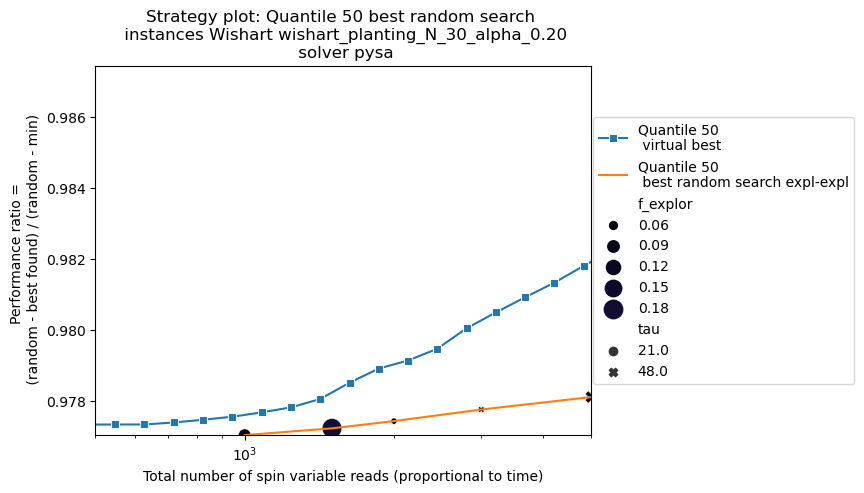 Strategy plot: Quantile 50 best random search
instances Wishart wishart_planting_N_30_alpha_0.20
solver pysa
Performance ratio =
(random - best found) / (random - min)
0.986
0.984
0.982
0.980
0.978
10^3
Total number of spin variable reads (proportional to time)
Quantile 50
virtual best
Quantile 50
best random search expl-expl
f_explor
0.06
0.09
0.12
0.15
0.18
tau
21.0
48.0